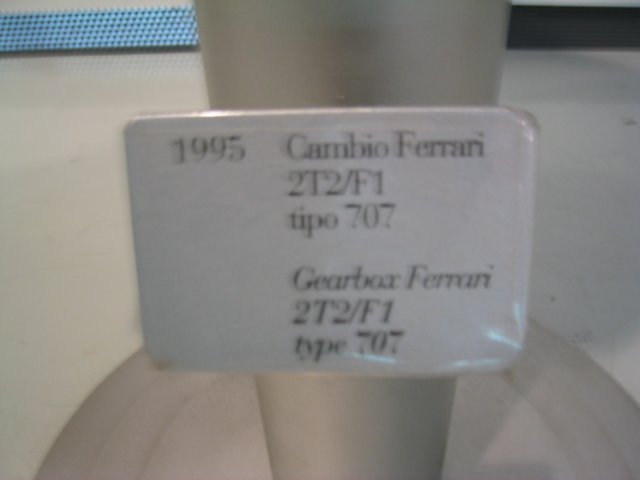 1995 Cambio Ferrari
2T2/F1
tipo 707
Gearbox Ferrari
2T2/F1
type 707